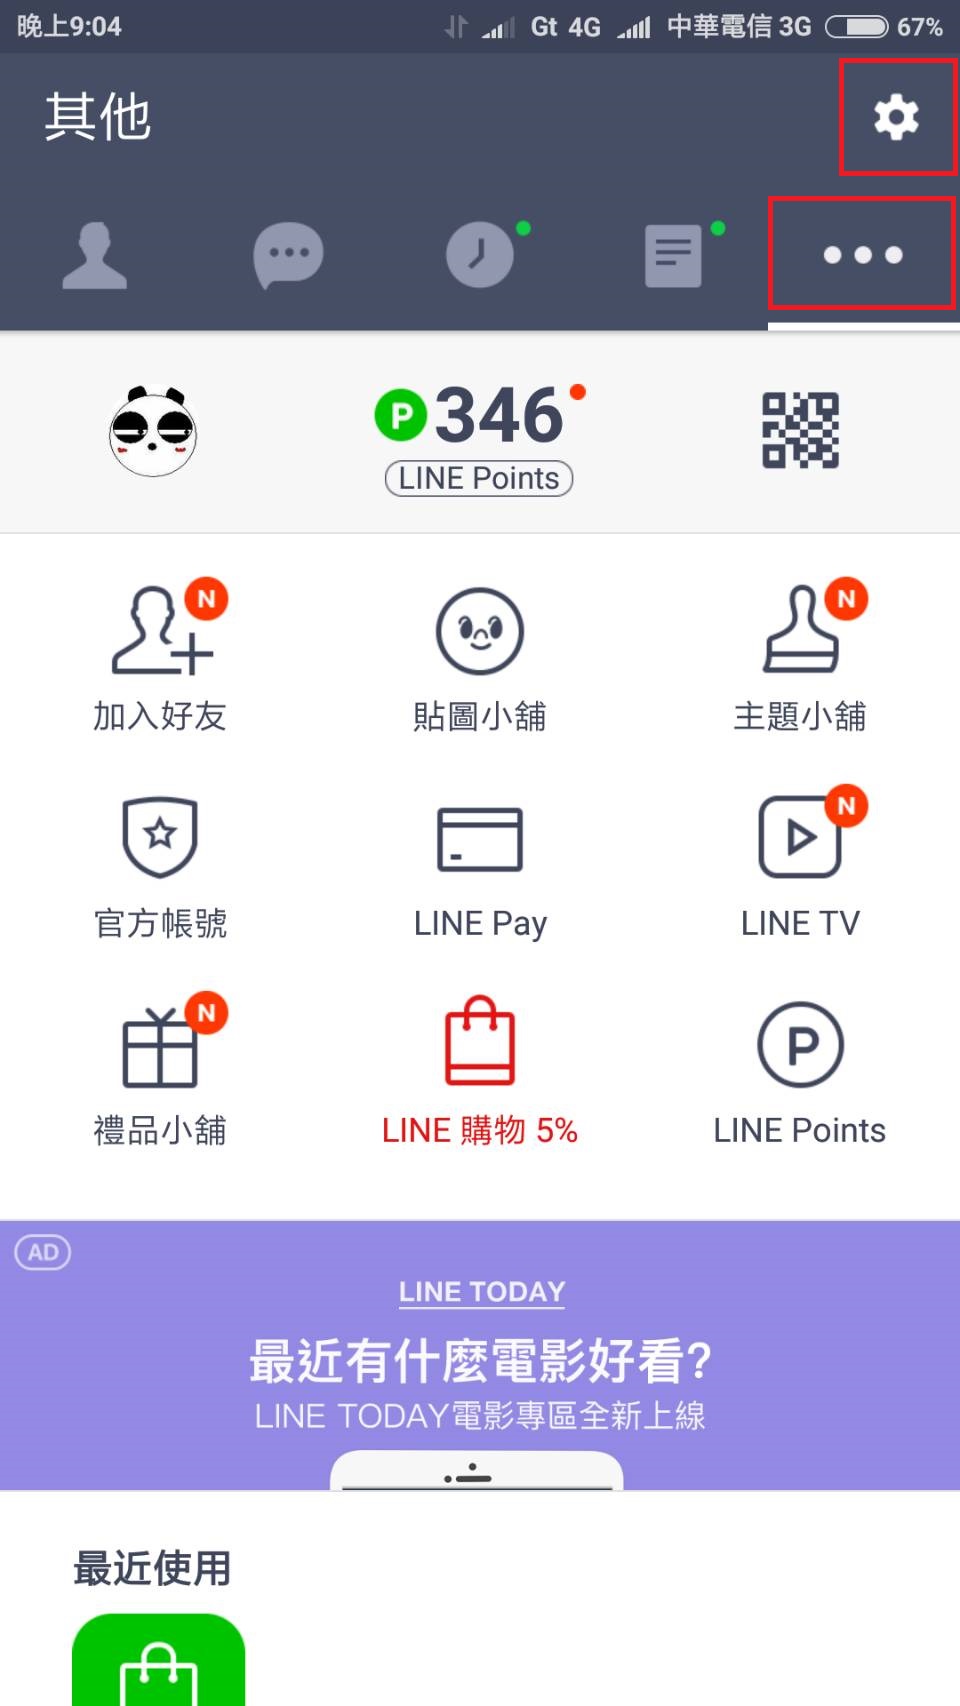 晚上9:04 Gt 4G 中華電信 3G 67%
其他
P 346
LINE Points
N N
加入好友 貼圖小舖 主題小舖
N
官方帳號 LINE Pay LINE TV
N P
禮品小舖 LINE 購物 5% LINE Points
AD
LINE TODAY
最近有什麼電影好看?
LINE TODAY電影專區全新上線
最近使用